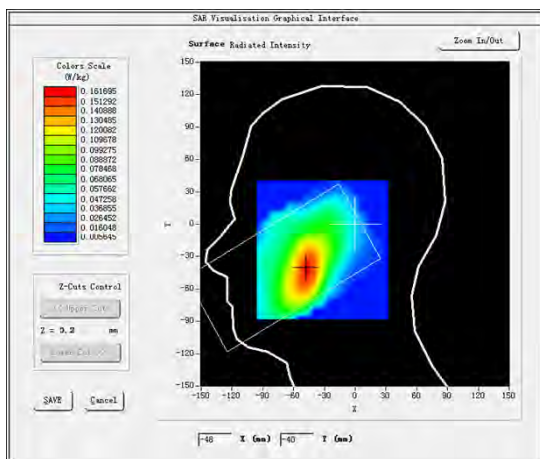 SAR Visualisation Graphical Interface
Surface Radiated Intensity
Zoom In/Out
Colors Scale
(W/kg)
0.161695
0.151292
0.140888
0.130485
0.120082
0.109678
0.099275
0.088872
0.078468
0.068065
0.057662
0.047258
0.036855
0.026452
0.016048
0.005645
150
120
90
60
30
0
-30
-60
-90
-120
-150
Y
-150 -120 -90 -60 -30 0 30 60 90 120 150
X
Z-Cuts Control
Z = 0.2 mm
SAVE
Cancel
-48 X (mm) -40 Y (mm)